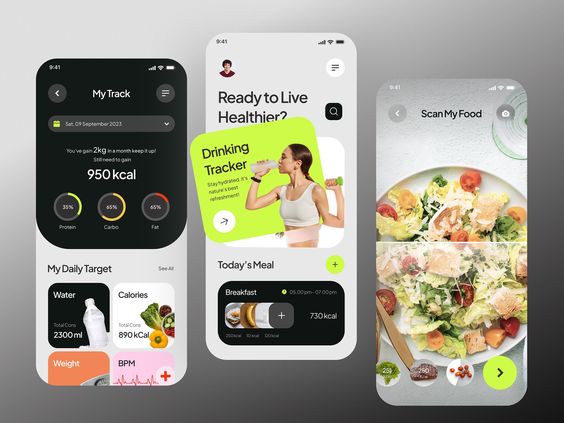 9:41
My Track
Sat, 09 September 2023
You've gain 2kg in a month keep it up!
Still need to gain
950 kcal
35%
65%
65%
Protein
Carbo
Fat
My Daily Target
See All
Water
Total Cons
2300 ml
Calories
Total Cons
890 kCal
Weight
BPM
9:41
Ready to Live
Healthier?
Drinking
Tracker
Stay hydrated, it's
nature's best
refreshment!
Today's Meal
Breakfast
05.00 pm - 07.00 pm
730 kcal
9:41
Scan My Food